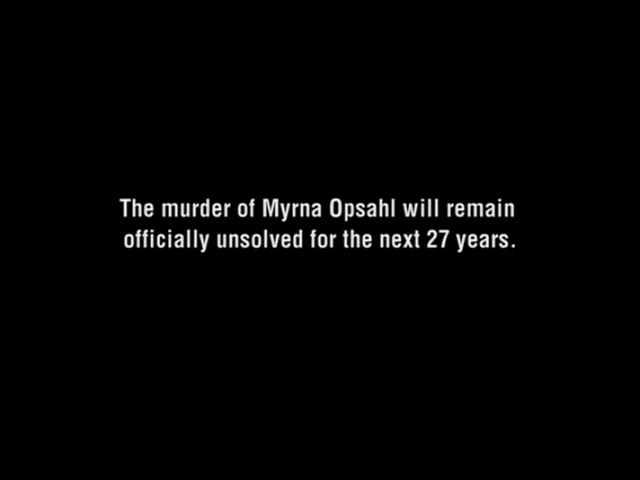 The murder of Myrna Opsahl will remain
officially unsolved for the next 27 years.